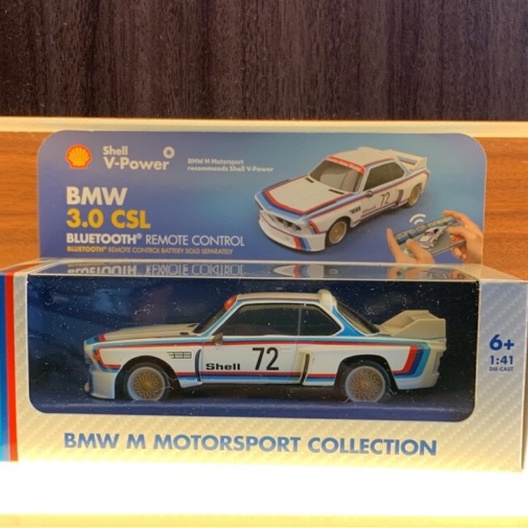 Shell
V-Power
BMW M Motorsport
recommends Shell V-Power
BMW
3.0 CSL
BLUETOOTH® REMOTE CONTROL
BLUETOOTH® REMOTE CONTROL BATTERY SOLD SEPARATELY
72
Shell 72
6+
1:41
DIE-CAST
BMW M MOTORSPORT COLLECTION